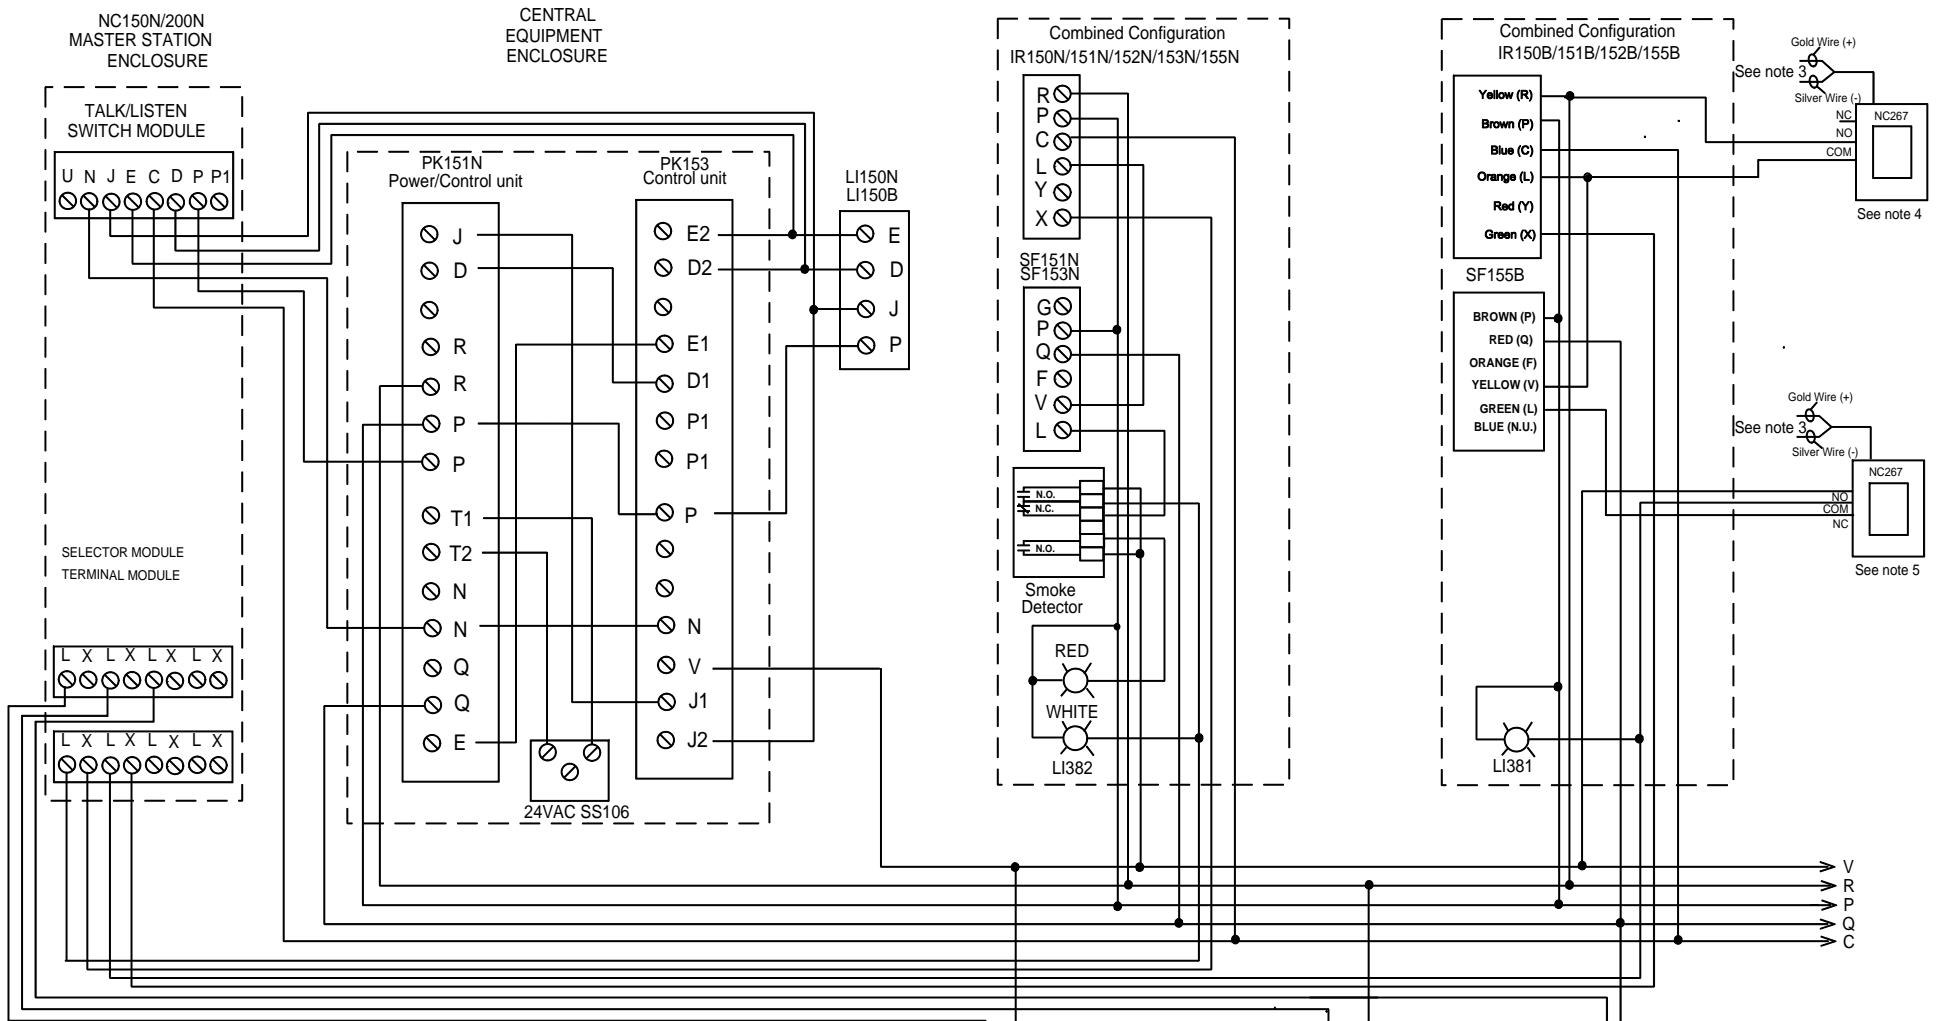 NC150N/200N
MASTER STATION
ENCLOSURE
TALK/LISTEN
SWITCH MODULE
U N J E C D P P1
SELECTOR MODULE
TERMINAL MODULE
L X L X L X L X
L X L X L X L X
CENTRAL
EQUIPMENT
ENCLOSURE
PK151N
Power/Control unit
J
D
R
R
P
P
T1
T2
N
N
Q
Q
E
24VAC SS106
PK153
Control unit
E2
D2
E1
D1
P1
P1
P
N
V
J1
J2
LI150N
LI150B
E
D
J
P
Combined Configuration
IR150N/151N/152N/153N/155N
R
P
C
L
Y
X
SF151N
SF153N
G
P
Q
F
V
L
N.O.
N.C.
N.O.
Smoke
Detector
RED
WHITE
LI382
Combined Configuration
IR150B/151B/152B/155B
Yellow (R)
Brown (P)
Blue (C)
Orange (L)
Red (Y)
Green (X)
SF155B
BROWN (P)
RED (Q)
ORANGE (F)
YELLOW (V)
GREEN (L)
BLUE (N.U.)
LI381
Gold Wire (+)
See note 3
Silver Wire (-)
NC
NO
COM
NC267
See note 4
Gold Wire (+)
See note 3
Silver Wire (-)
NC267
NO
COM
NC
See note 5
V
R
P
Q
C